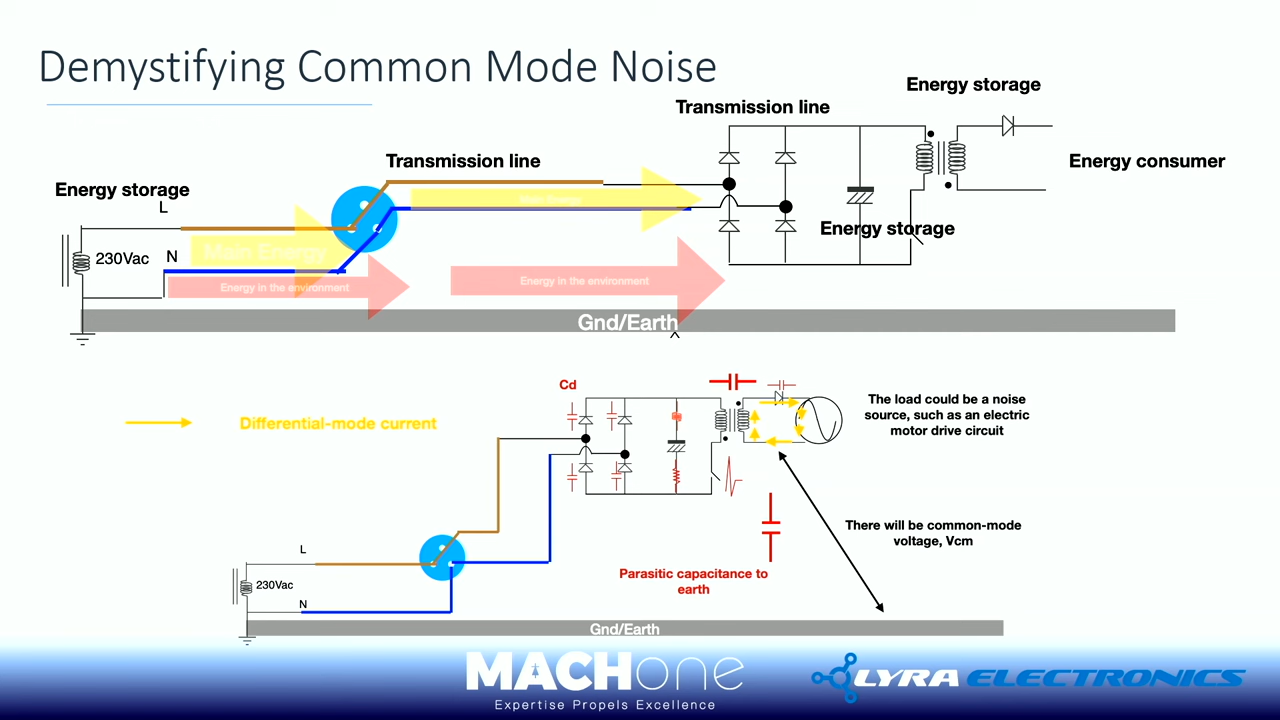 Demystifying Common Mode Noise
Energy storage
Transmission line
Transmission line
Energy consumer
Energy storage
L
Main Energy
230Vac
N
Main Energy
Energy storage
Energy in the environment
Energy in the environment
Gnd/Earth
^
Cd
The load could be a noise
source, such as an electric
motor drive circuit
Differential-mode current
There will be common-mode
voltage, Vcm
L
Parasitic capacitance to
earth
230Vac
N
Gnd/Earth
MACHone
Expertise Propels Excellence
LYRA ELECTRONICS